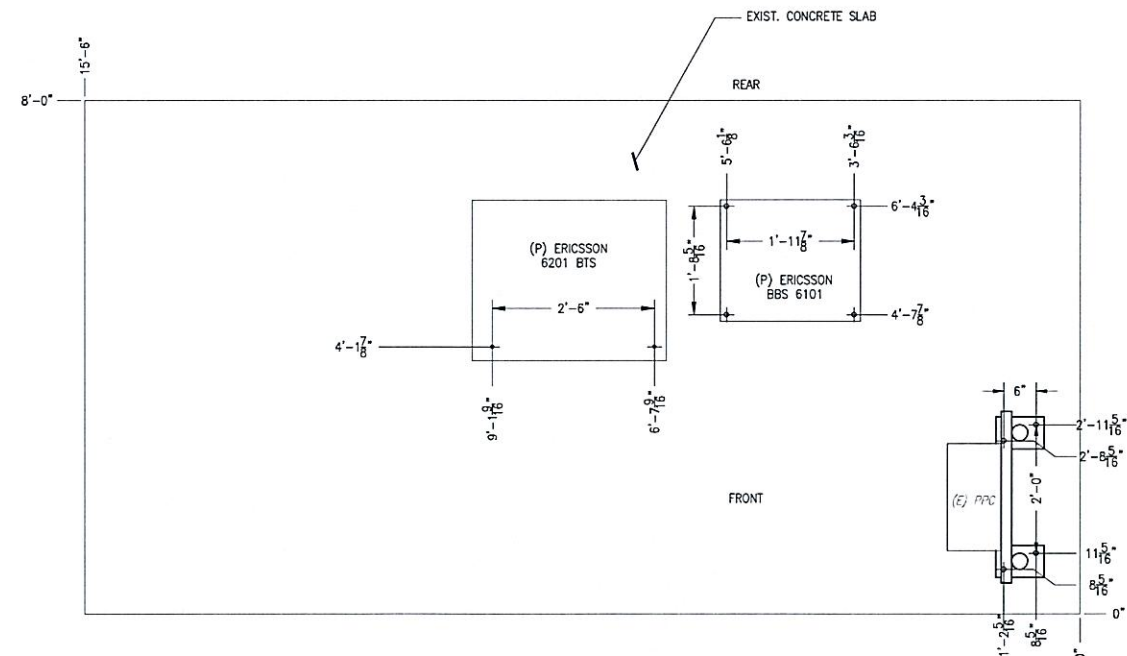 EXIST. CONCRETE SLAB
15'-6"
8'-0"
REAR
5'-6 1/8"
3'-6 3/16"
6'-4 3/16"
1'-8 5/16"
1'-11 7/8"
(P) ERICSSON
6201 BTS
(P) ERICSSON
BBS 6101
2'-6"
4'-7 7/8"
4'-1 7/8"
9'-1 9/16"
6'-7 9/16"
6"
2'-11 5/16"
2'-8 5/16"
2'-0"
(E) PPC
FRONT
11 5/16"
8 5/16"
0"
1'-2 5/16"
8 5/16"
0"